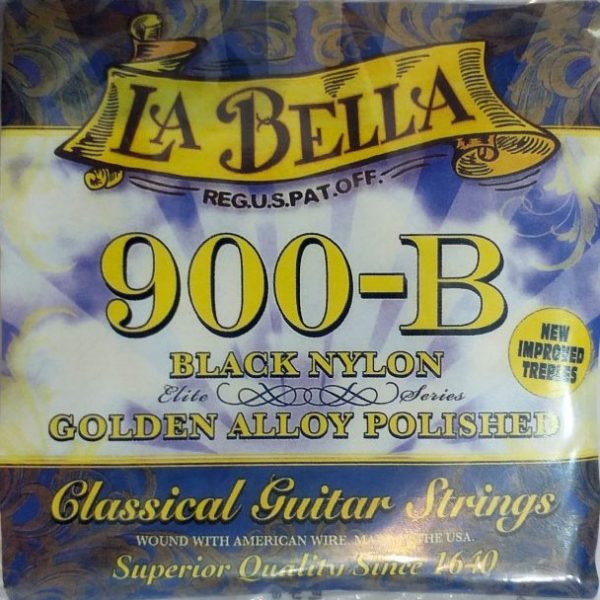 LA BELLA
REG.U.S.PAT.OFF.
900-B
NEW
IMPROVED
TREBLES
BLACK NYLON
Elite Series
GOLDEN ALLOY POLISHED
Classical Guitar Strings
WOUND WITH AMERICAN WIRE. MADE IN THE USA.
Superior Quality Since 1640